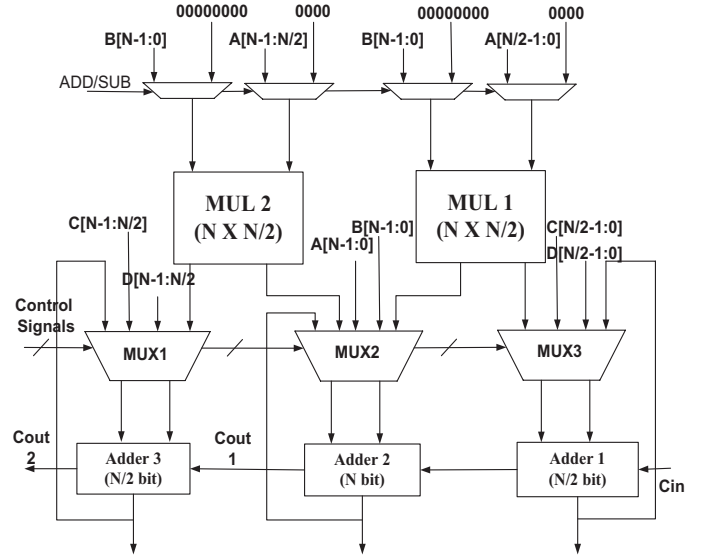 00000000 0000 00000000 0000
B[N-1:0] A[N-1:N/2] B[N-1:0] A[N/2-1:0]
ADD/SUB
MUL 2
(N X N/2)
MUL 1
(N X N/2)
C[N-1:N/2]
B[N-1:0]
A[N-1:0]
C[N/2-1:0]
D[N/2-1:0]
D[N-1:N/2
Control
Signals
MUX1 MUX2 MUX3
Cout
2
Adder 3
(N/2 bit)
Cout
1
Adder 2
(N bit)
Adder 1
(N/2 bit)
Cin